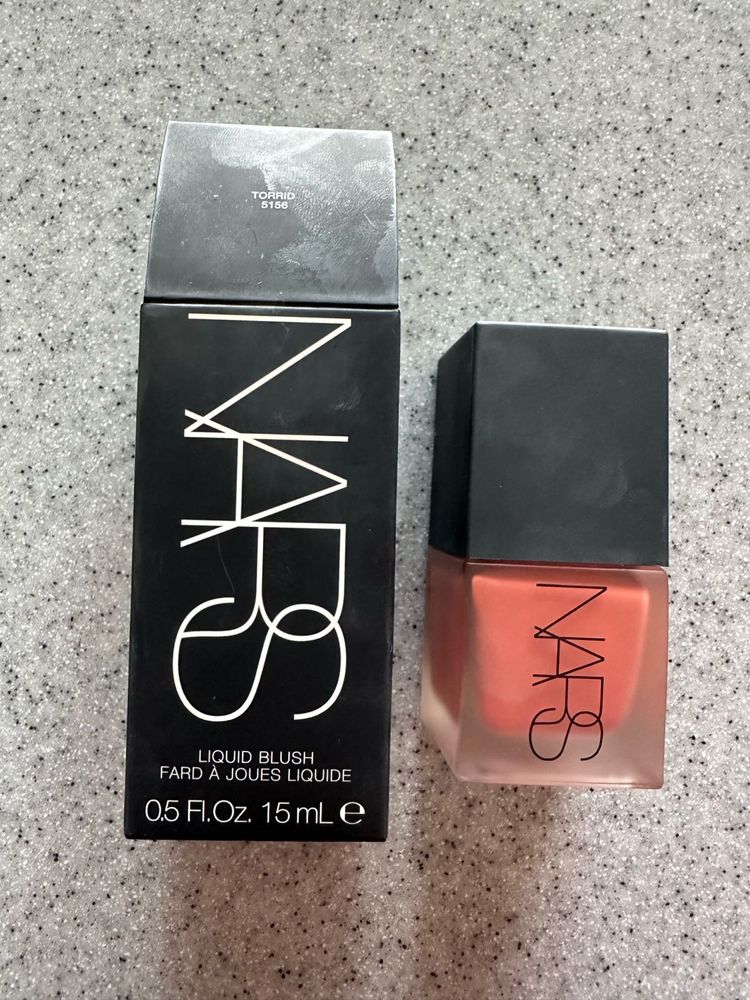 TORRID
5156
NARS
LIQUID BLUSH
FARD À JOUES LIQUIDE
0.5 Fl.Oz. 15 mL ℮
NARS